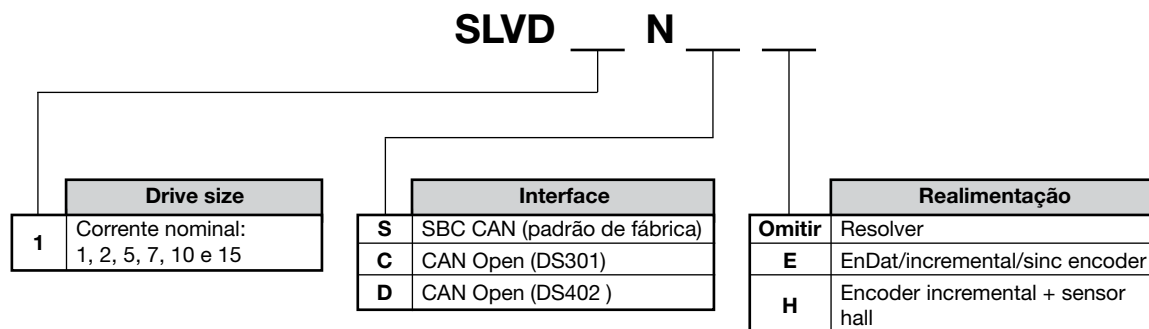 SLVD __ N __ __
Drive size
1
Corrente nominal:
1, 2, 5, 7, 10 e 15
Interface
S SBC CAN (padrão de fábrica)
C CAN Open (DS301)
D CAN Open (DS402 )
Realimentação
Omitir Resolver
E EnDat/incremental/sinc encoder
H Encoder incremental + sensor
hall